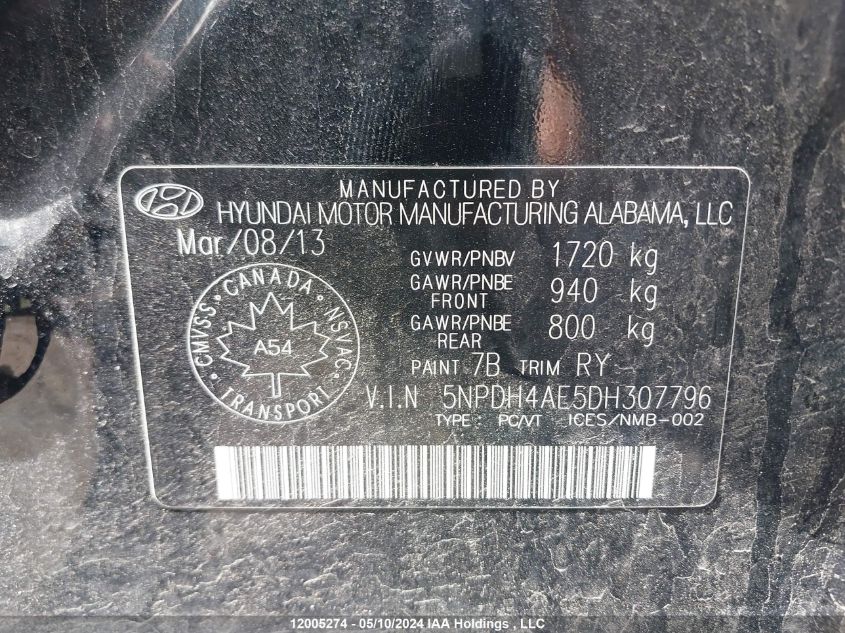 MANUFACTURED BY
HYUNDAI MOTOR MANUFACTURING ALABAMA, LLC
Mar/08/13
GVWR/PNBV 1720 kg
GAWR/PNBE FRONT 940 kg
GAWR/PNBE REAR 800 kg
CANADA
CMVSS NSVAC
A54
TRANSPORT
PAINT 7B TRIM RY
V.I.N 5NPDH4AE5DH307796
TYPE: PC/VT ICES/NMB-002
12005274 - 05/10/2024 IAA Holdings , LLC